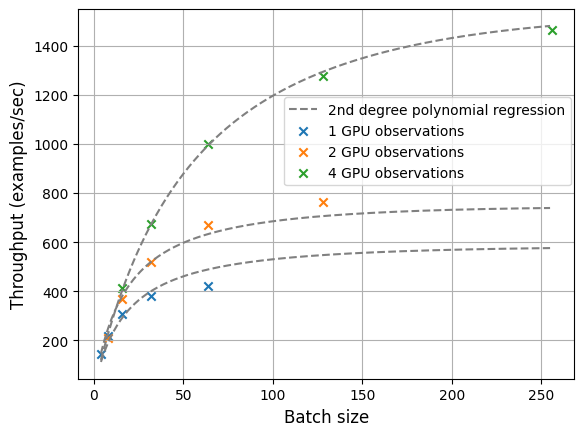 1400
1200
1000
800
600
400
200
0
50
100
150
200
250
Throughput (examples/sec)
Batch size
2nd degree polynomial regression
1 GPU observations
2 GPU observations
4 GPU observations